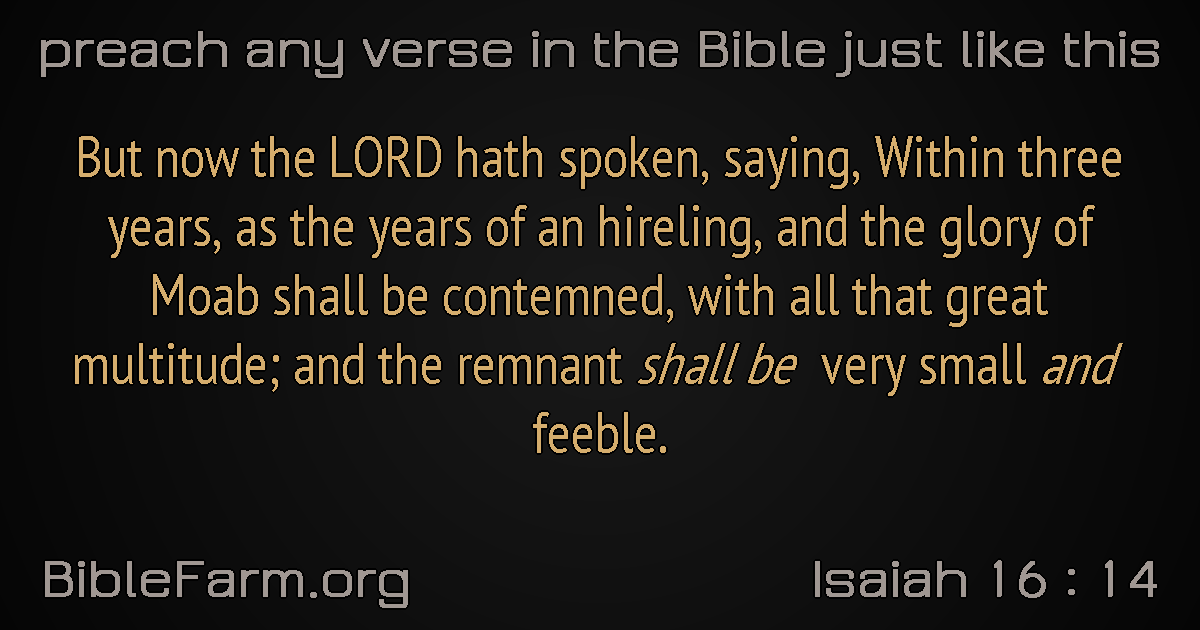 preach any verse in the Bible just like this
But now the LORD hath spoken, saying, Within three
years, as the years of an hireling, and the glory of
Moab shall be contemned, with all that great
multitude; and the remnant shall be very small and
feeble.
BibleFarm.org
Isaiah 16 : 14